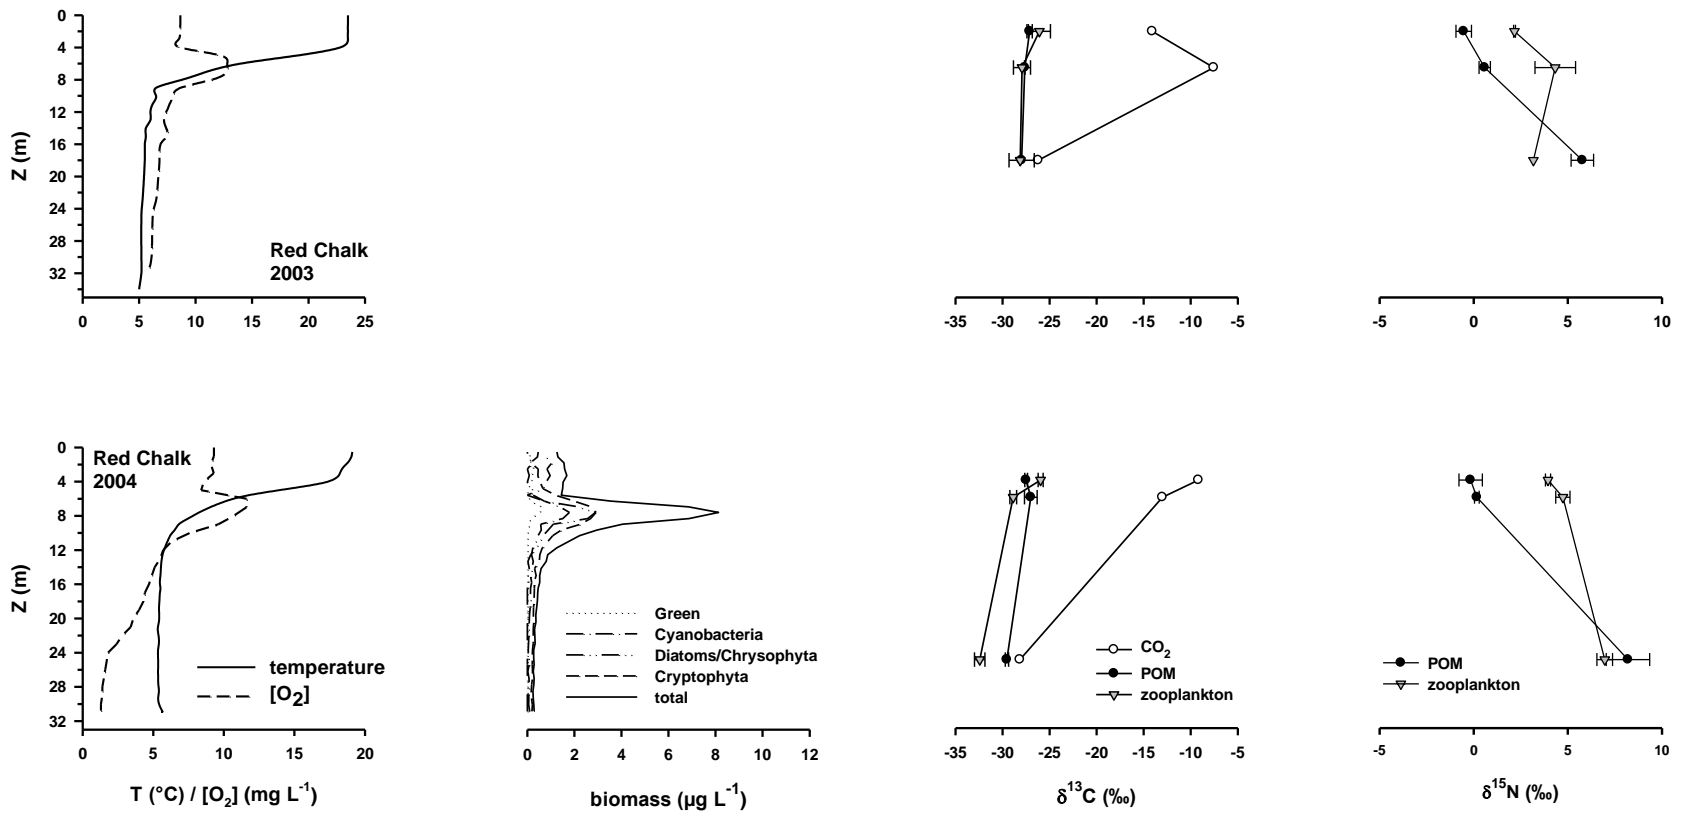 0
4
8
12
16
20
24
28
32
Z (m)
Red Chalk
2003
0 5 10 15 20 25
-35 -30 -25 -20 -15 -10 -5
-5 0 5 10
0
4
8
12
16
20
24
28
32
Z (m)
Red Chalk
2004
temperature
[O2]
0 5 10 15 20
T (°C) / [O2] (mg L-1)
Green
Cyanobacteria
Diatoms/Chrysophyta
Cryptophyta
total
0 2 4 6 8 10 12
biomass (µg L-1)
CO2
POM
zooplankton
-35 -30 -25 -20 -15 -10 -5
δ13C (‰)
POM
zooplankton
-5 0 5 10
δ15N (‰)